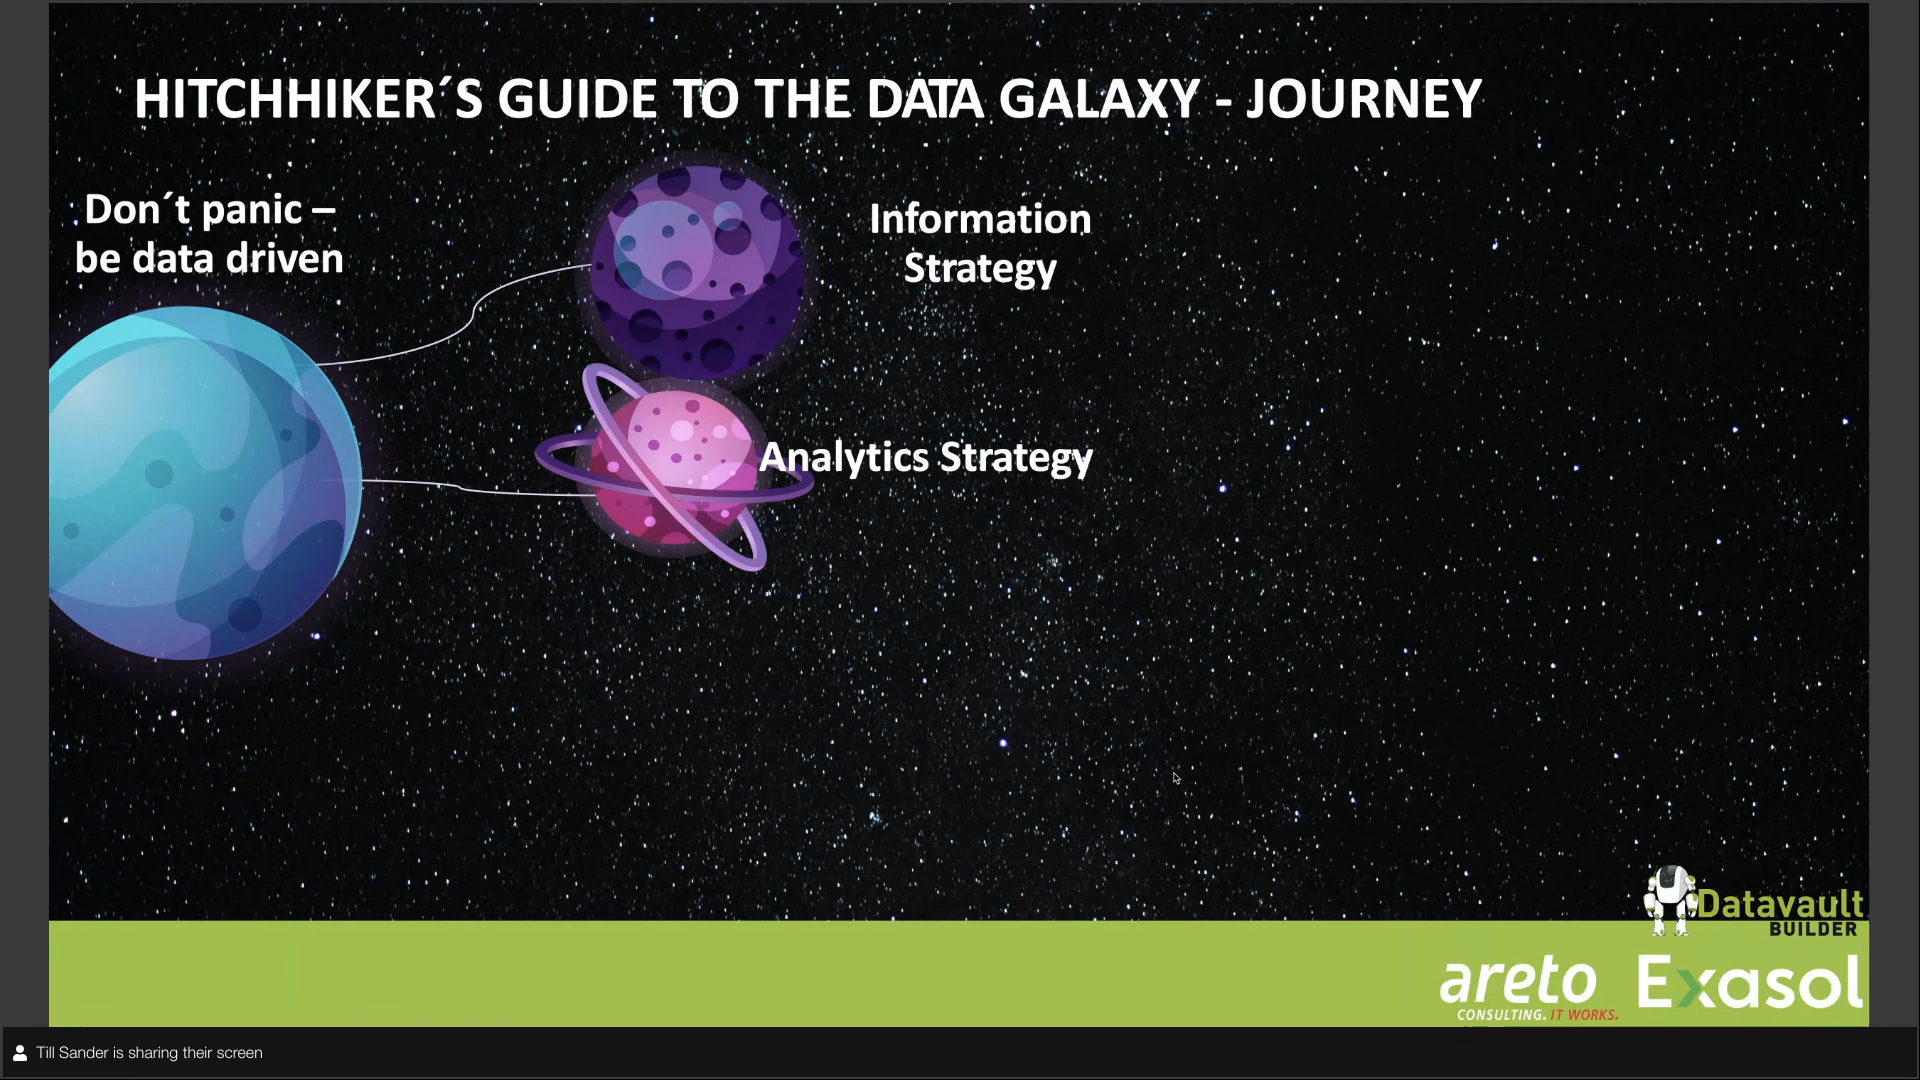 HITCHHIKER´S GUIDE TO THE DATA GALAXY - JOURNEY
Don´t panic –
be data driven
Information
Strategy
Analytics Strategy
Datavault
BUILDER
areto
CONSULTING. IT WORKS.
Exasol
Till Sander is sharing their screen